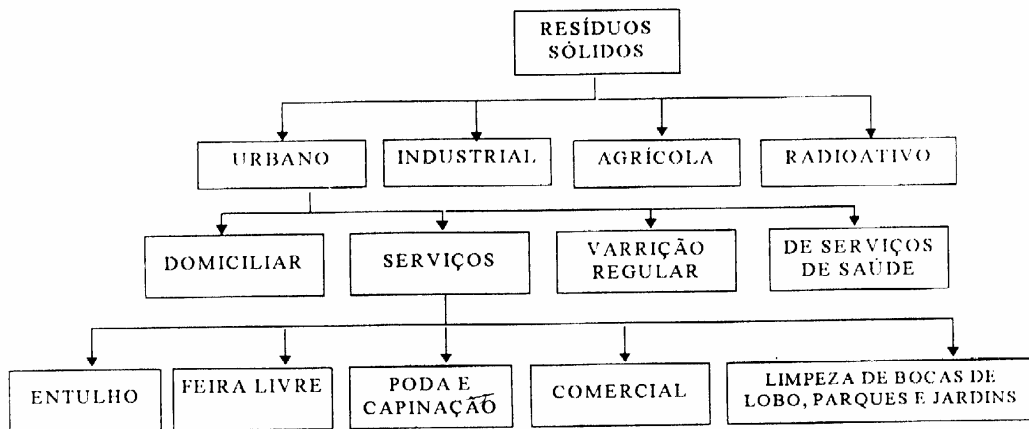 RESÍDUOS
SÓLIDOS
URBANO
INDUSTRIAL
AGRÍCOLA
RADIOATIVO
DOMICILIAR
SERVIÇOS
VARRIÇÃO
REGULAR
DE SERVIÇOS
DE SAÚDE
ENTULHO
FEIRA LIVRE
PODA E
CAPINAÇÃO
COMERCIAL
LIMPEZA DE BOCAS DE
LOBO, PARQUES E JARDINS